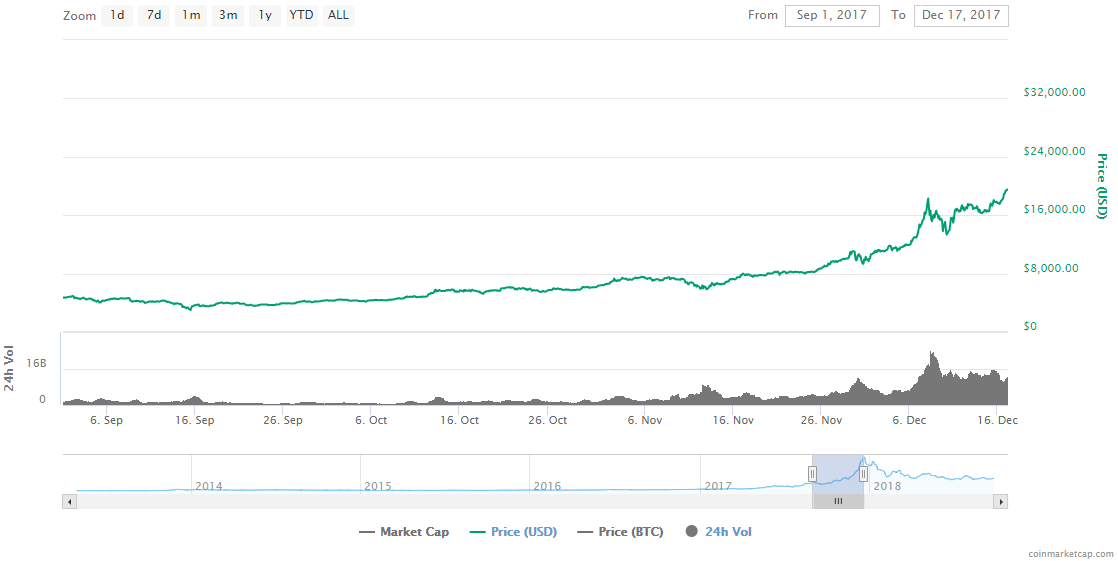 Zoom 1d 7d 1m 3m 1y YTD ALL From Sep 1, 2017 To Dec 17, 2017
$32,000.00
$24,000.00
$16,000.00
$8,000.00
$0
Price (USD)
24h Vol
16B
0
6. Sep 16. Sep 26. Sep 6. Oct 16. Oct 26. Oct 6. Nov 16. Nov 26. Nov 6. Dec 16. Dec
2014 2015 2016 2017 2018
Market Cap Price (USD) Price (BTC) 24h Vol
coinmarketcap.com